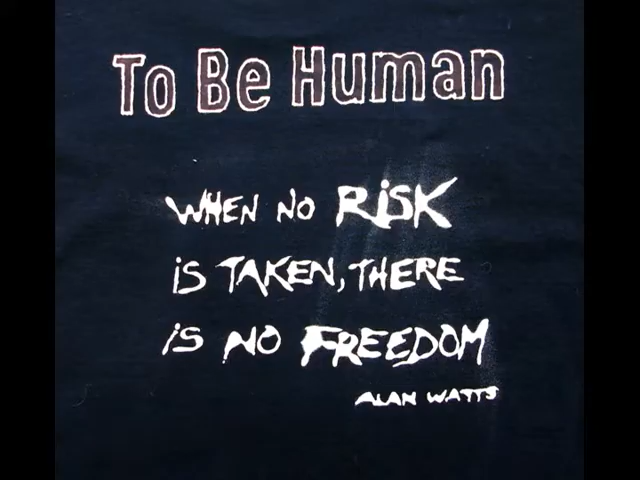 To Be Human
WHEN NO RiSK
iS TAKEN, THERE
iS NO FREEDOM
ALAN WATTS